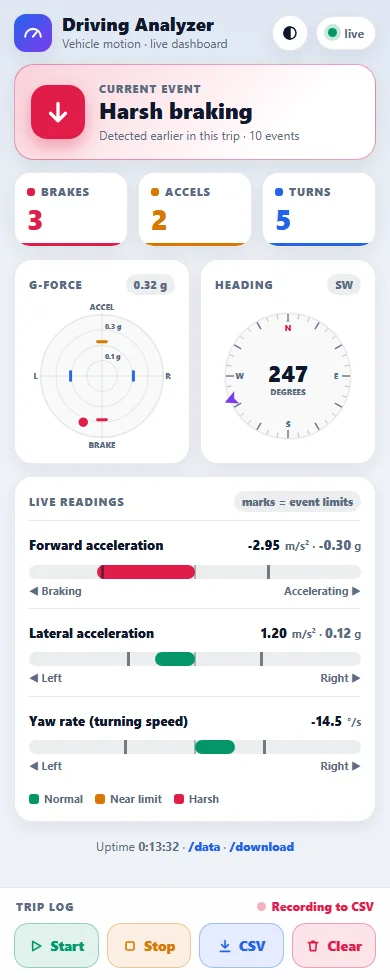 Driving Analyzer
Vehicle motion · live dashboard
live
CURRENT EVENT
Harsh braking
Detected earlier in this trip · 10 events
BRAKES
3
ACCELS
2
TURNS
5
G-FORCE
0.32 g
ACCEL
0.3 g
0.1 g
L
R
BRAKE
HEADING
SW
N
W
E
S
247
DEGREES
LIVE READINGS
marks = event limits
Forward acceleration
-2.95 m/s² · -0.30 g
◀ Braking
Accelerating ▶
Lateral acceleration
1.20 m/s² · 0.12 g
◀ Left
Right ▶
Yaw rate (turning speed)
-14.5 °/s
◀ Left
Right ▶
Normal
Near limit
Harsh
Uptime 0:13:32 · /data · /download
TRIP LOG
Recording to CSV
Start
Stop
CSV
Clear